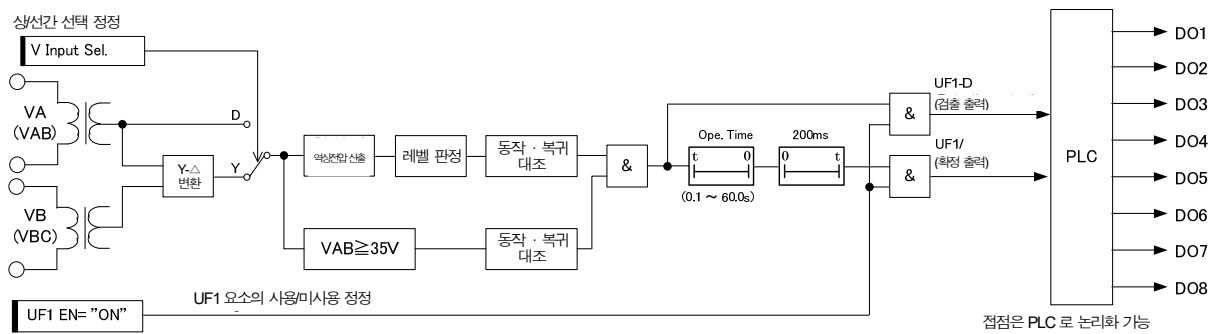 상/선간 선택 정정
V Input Sel.
VA
(VAB)
VB
(VBC)
Y-△
변환
D
Y
역상전압 산출
레벨 판정
동작 · 복귀
대조
VAB≧35V
동작 · 복귀
대조
&
Ope. Time
t 0
(0.1 ~ 60.0s)
200ms
0 t
&
UF1-D
(검출 출력)
&
UF1/
(확정 출력)
PLC
DO1
DO2
DO3
DO4
DO5
DO6
DO7
DO8
UF1 요소의 사용/미사용 정정
UF1 EN= "ON"
접점은 PLC 로 논리화 가능